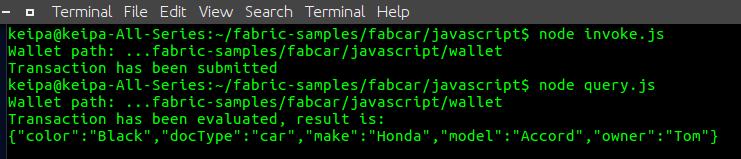 Terminal File Edit View Search Terminal Help
keipa@keipa-All-Series:~/fabric-samples/fabcar/javascript$ node invoke.js
Wallet path: ...fabric-samples/fabcar/javascript/wallet
Transaction has been submitted
keipa@keipa-All-Series:~/fabric-samples/fabcar/javascript$ node query.js
Wallet path: ...fabric-samples/fabcar/javascript/wallet
Transaction has been evaluated, result is:
{"color":"Black","docType":"car","make":"Honda","model":"Accord","owner":"Tom"}